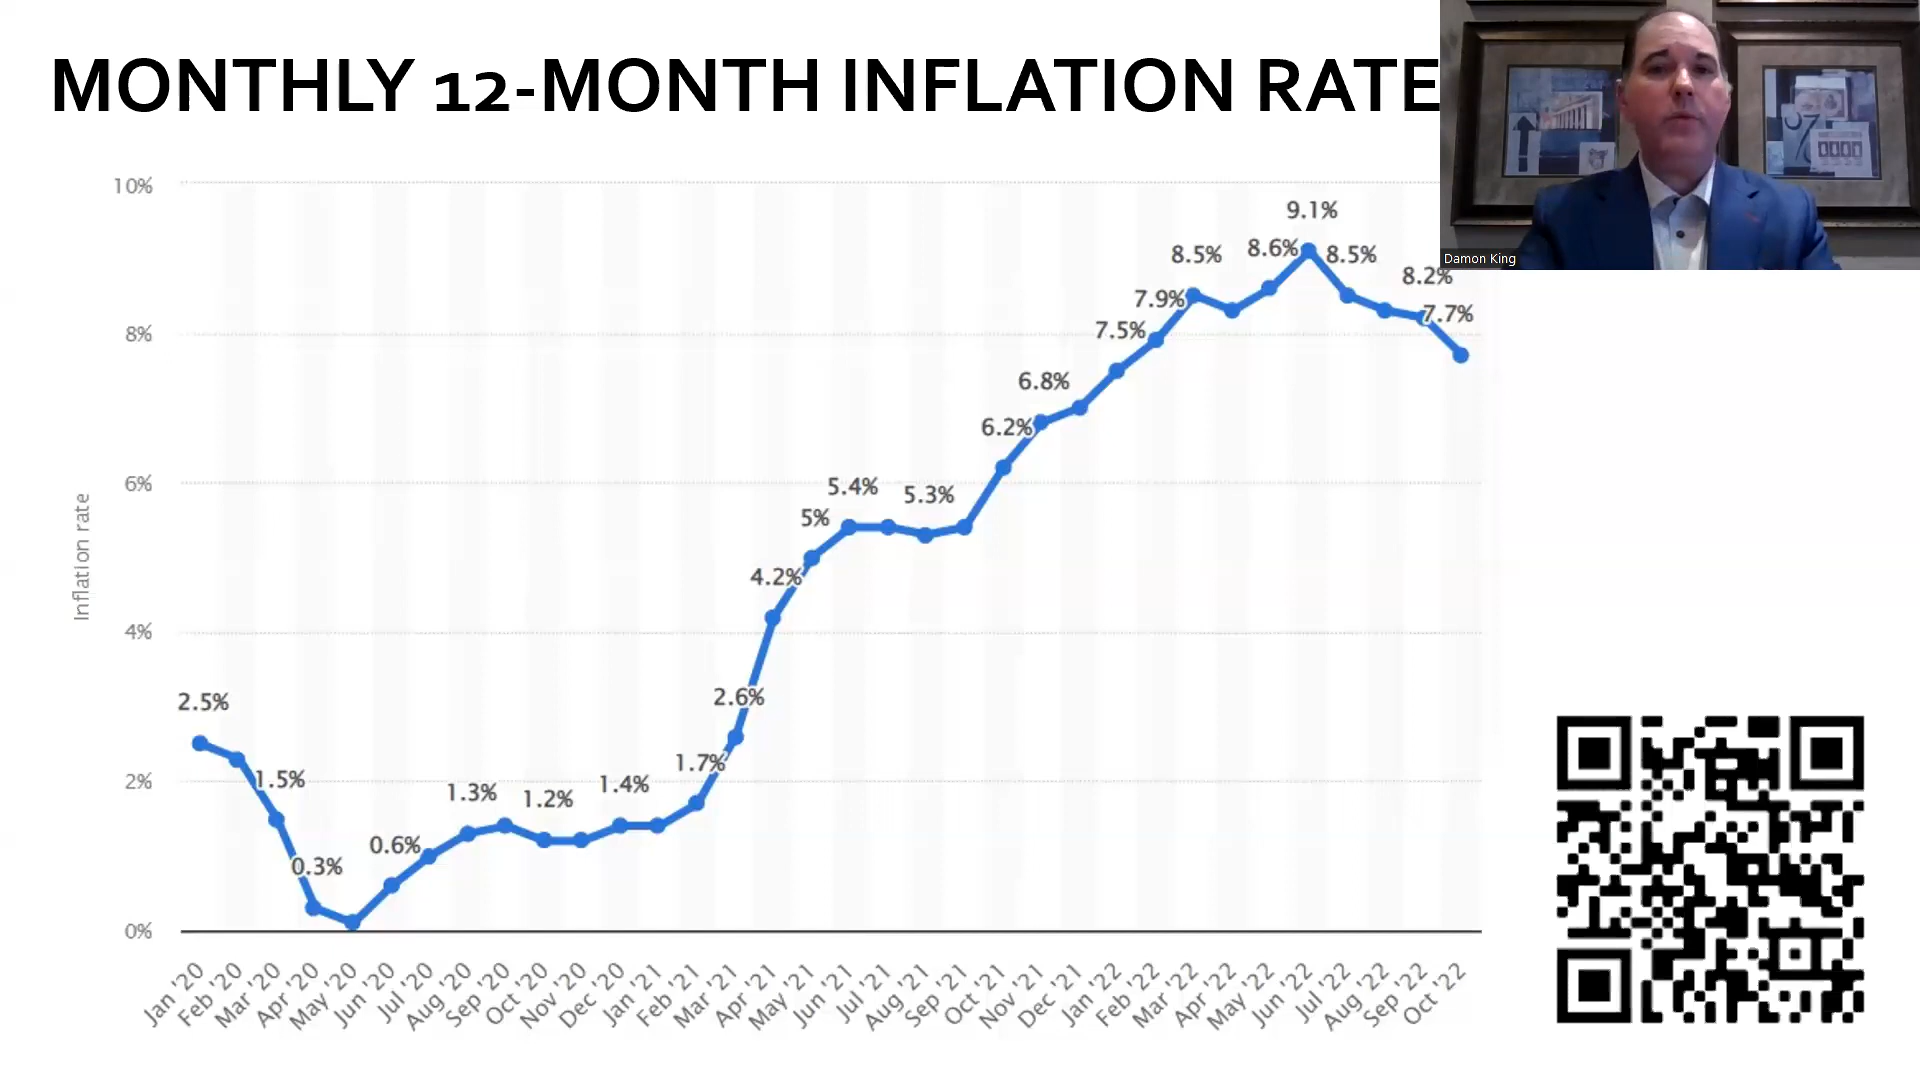 MONTHLY 12-MONTH INFLATION RATE
Damon King
Inflation rate
10%
8%
6%
4%
2%
0%
2.5%
1.5%
0.3%
0.6%
1.3%
1.2%
1.4%
1.7%
2.6%
4.2%
5%
5.4%
5.3%
6.2%
6.8%
7.5%
7.9%
8.5%
8.6%
9.1%
8.5%
8.2%
7.7%
Jan '20
Feb '20
Mar '20
Apr '20
May '20
Jun '20
Jul '20
Aug '20
Sep '20
Oct '20
Nov '20
Dec '20
Jan '21
Feb '21
Mar '21
Apr '21
May '21
Jun '21
Jul '21
Aug '21
Sep '21
Oct '21
Nov '21
Dec '21
Jan '22
Feb '22
Mar '22
Apr '22
May '22
Jun '22
Jul '22
Aug '22
Sep '22
Oct '22